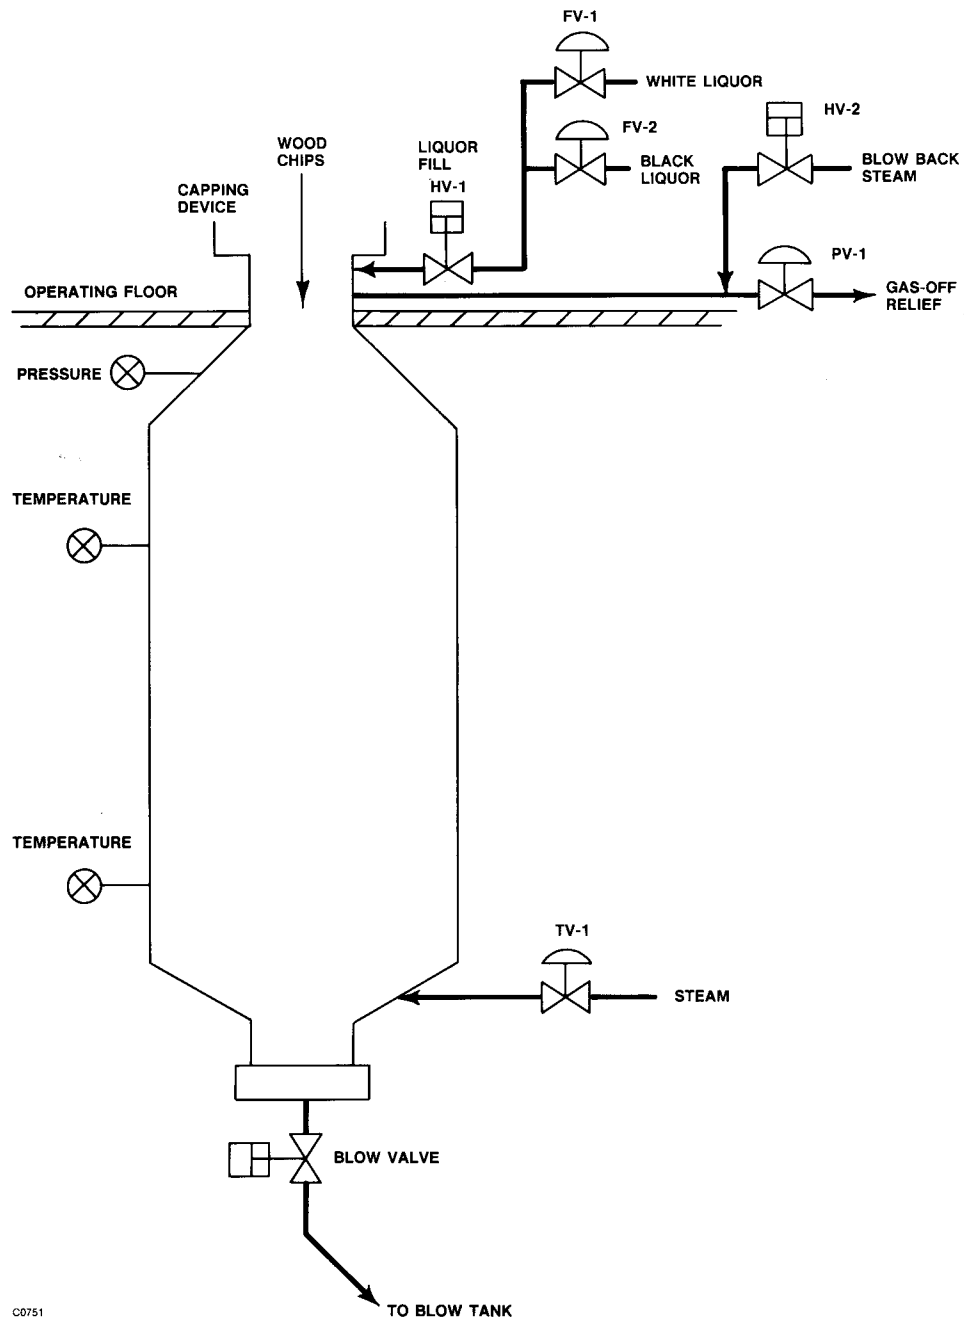 FV-1
WHITE LIQUOR
HV-2
FV-2
WOOD
CHIPS
LIQUOR
FILL
HV-1
BLACK
LIQUOR
BLOW BACK
STEAM
CAPPING
DEVICE
PV-1
OPERATING FLOOR
GAS-OFF
RELIEF
PRESSURE
TEMPERATURE
TEMPERATURE
TV-1
STEAM
BLOW VALVE
TO BLOW TANK
C0751